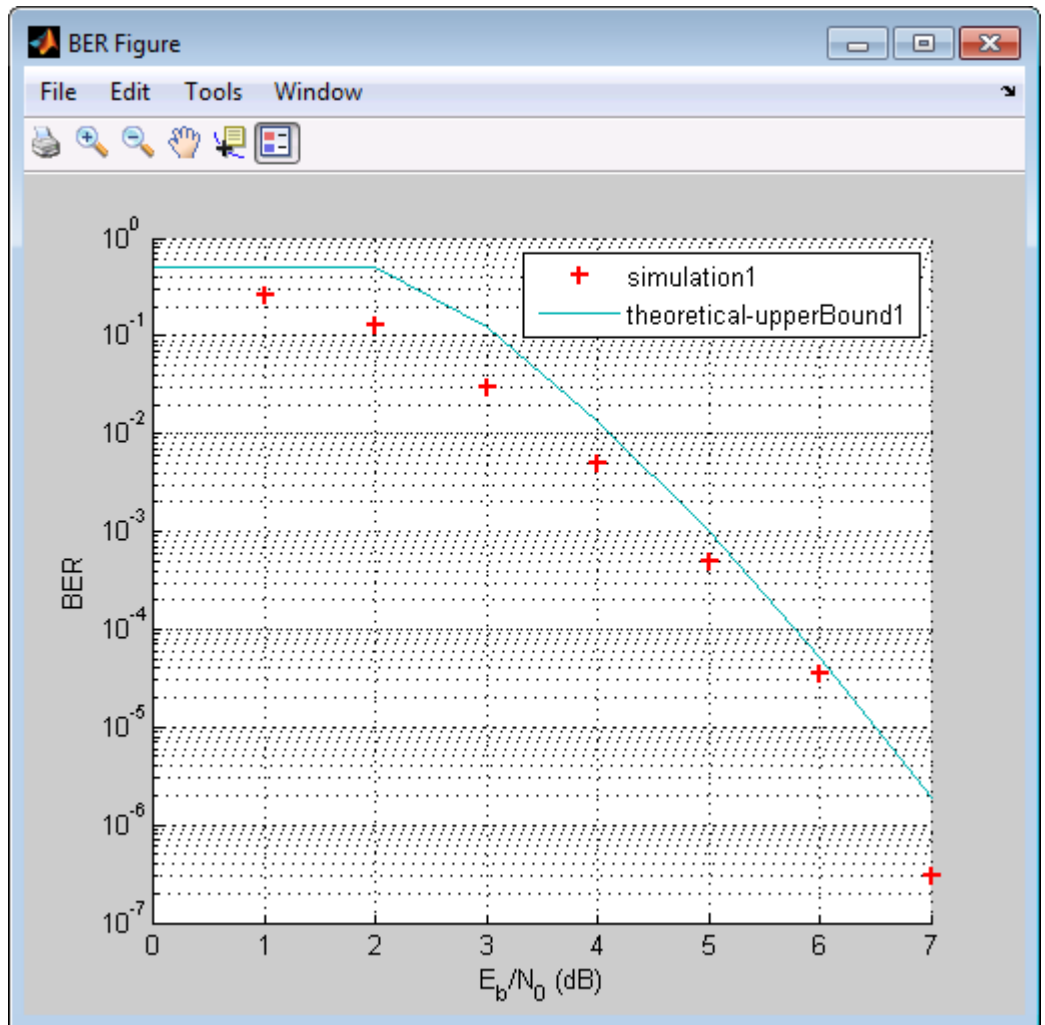 BER Figure
File Edit Tools Window
10^0
10^-1
10^-2
10^-3
10^-4
10^-5
10^-6
10^-7
BER
simulation1
theoretical-upperBound1
0 1 2 3 4 5 6 7
E_b/N_0 (dB)